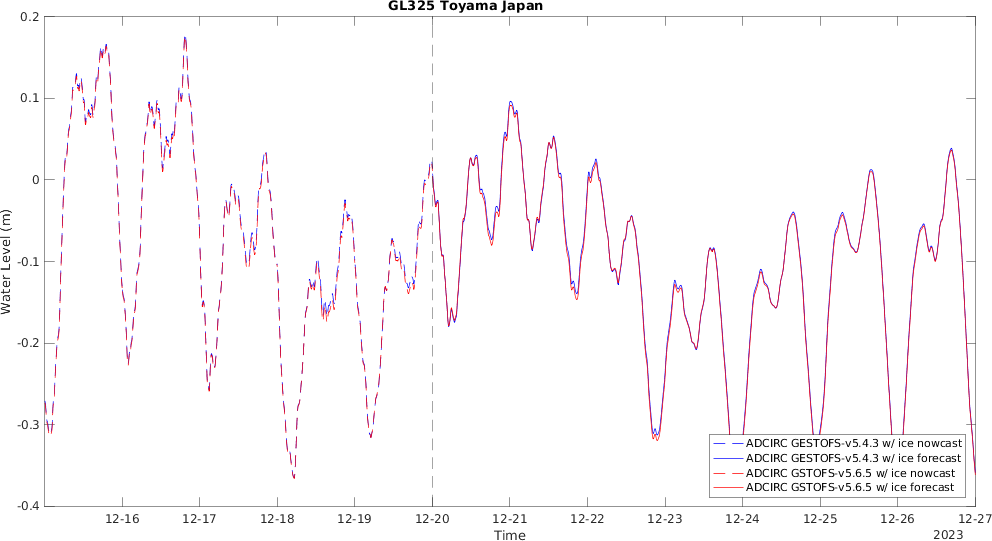 GL325 Toyama Japan
0.2
0.1
0
-0.1
-0.2
-0.3
-0.4
Water Level (m)
ADCIRC GESTOFS-v5.4.3 w/ ice nowcast
ADCIRC GESTOFS-v5.4.3 w/ ice forecast
ADCIRC GSTOFS-v5.6.5 w/ ice nowcast
ADCIRC GSTOFS-v5.6.5 w/ ice forecast
12-16 12-17 12-18 12-19 12-20 12-21 12-22 12-23 12-24 12-25 12-26 12-27
Time
2023